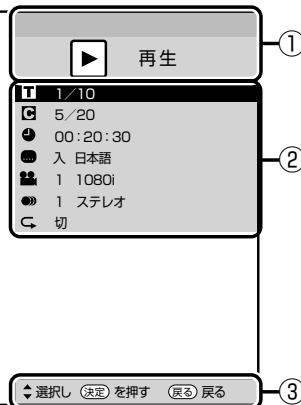 再生
①
T 1/10
C 5/20
00:20:30
入 日本語
1 1080i
1 ステレオ
切
②
選択し 決定 を押す 戻る 戻る
③